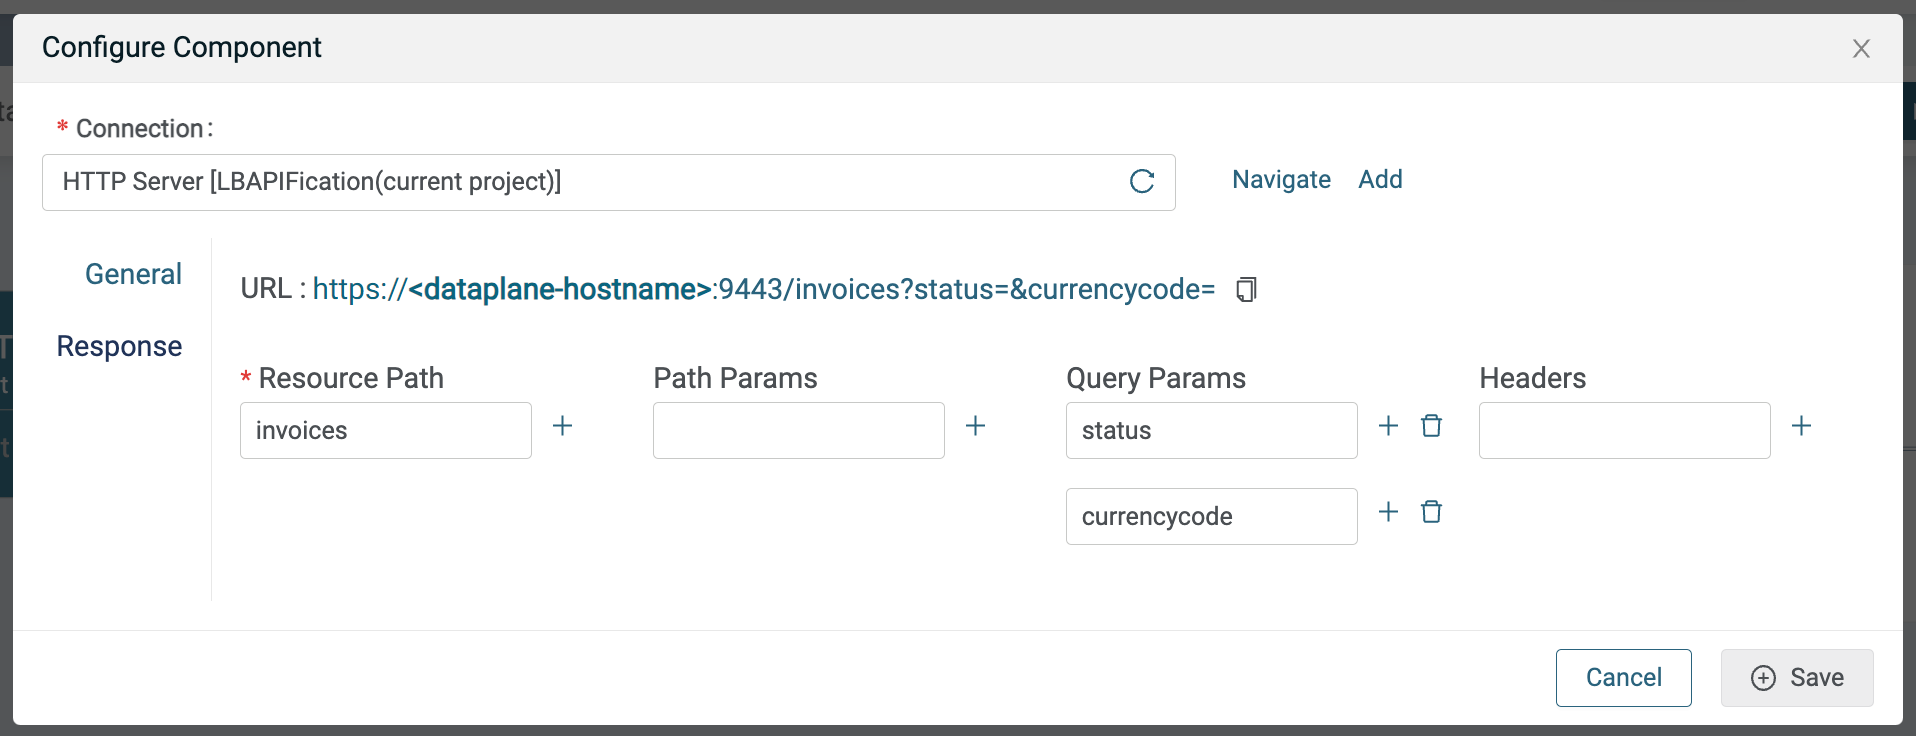 Configure Component
* Connection :
HTTP Server [LBAPIFication(current project)]
Navigate Add
General
Response
URL : https://<dataplane-hostname>:9443/invoices?status=&currencycode=
* Resource Path Path Params Query Params Headers
invoices status
currencycode
Cancel Save